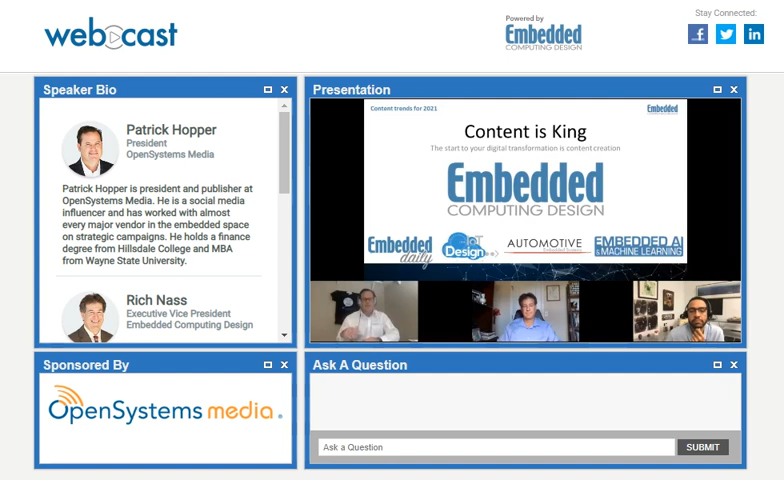 webcast
Powered by
Embedded
COMPUTING DESIGN
Stay Connected:
Speaker Bio
Patrick Hopper
President
OpenSystems Media
Patrick Hopper is president and publisher at
OpenSystems Media. He is a social media
influencer and has worked with almost
every major vendor in the embedded space
on strategic campaigns. He holds a finance
degree from Hillsdale College and MBA
from Wayne State University.
Rich Nass
Executive Vice President
Embedded Computing Design
Presentation
Content trends for 2021
Embedded
Content is King
The start to your digital transformation is content creation
Embedded
COMPUTING DESIGN
Embedded
daily
IoT
Design
AUTOMOTIVE
Embedded Systems
EMBEDDED AI
& MACHINE LEARNING
Sponsored By
OpenSystems media
Ask A Question
Ask a Question
SUBMIT